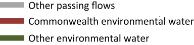 Other passing flows
Commonwealth environmental water
Other environmental water